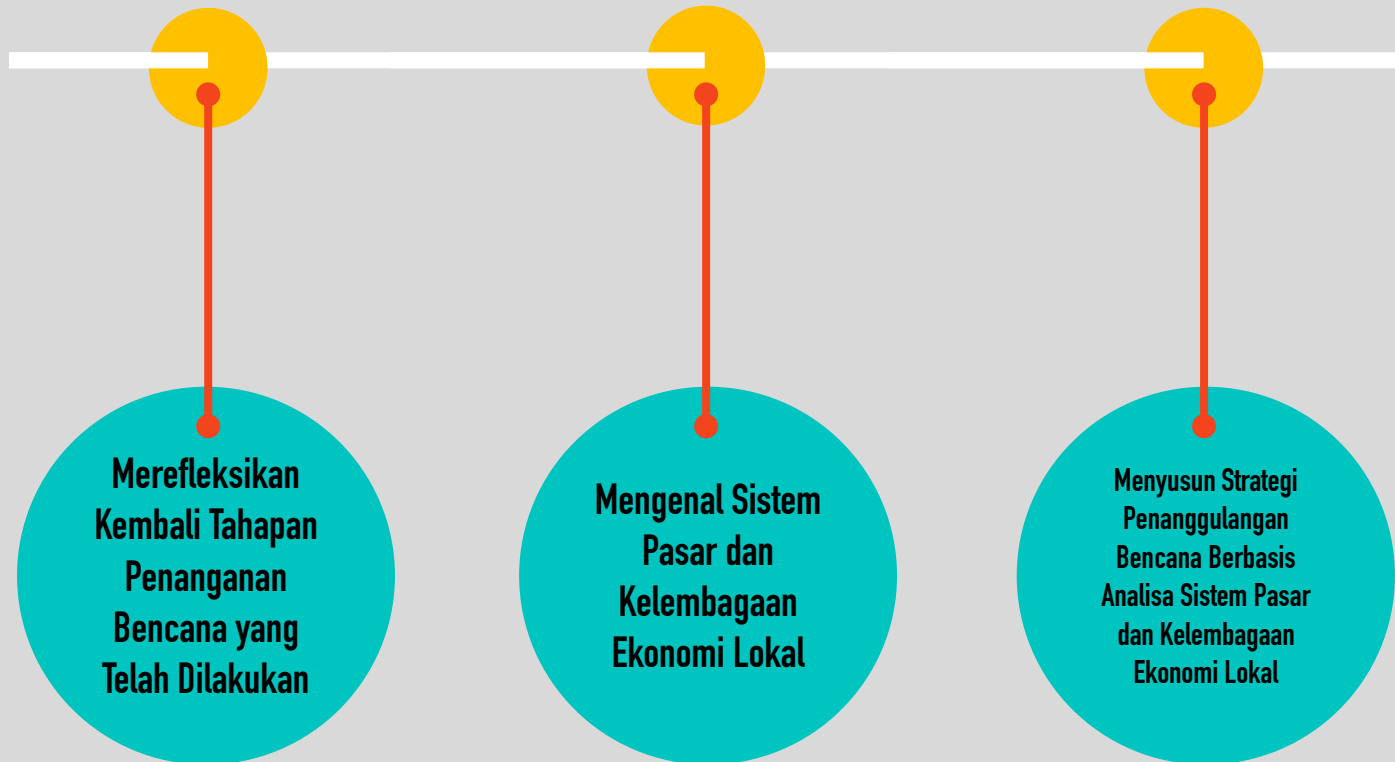 Merefleksikan
Kembali Tahapan
Penanganan
Bencana yang
Telah Dilakukan
Mengenal Sistem
Pasar dan
Kelembagaan
Ekonomi Lokal
Menyusun Strategi
Penanggulangan
Bencana Berbasis
Analisa Sistem Pasar
dan Kelembagaan
Ekonomi Lokal